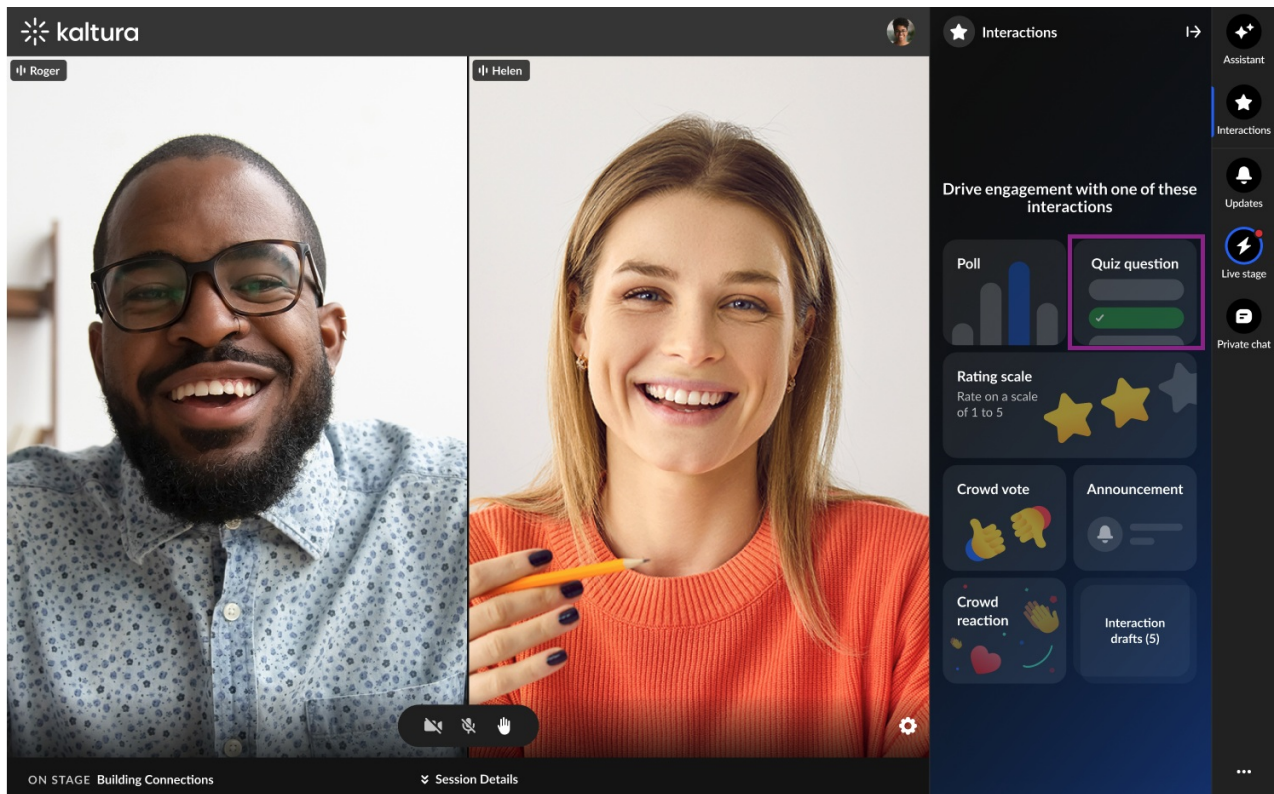 kaltura
Roger
Helen
ON STAGE Building Connections
Session Details
Interactions
Drive engagement with one of these
interactions
Poll
Quiz question
Rating scale
Rate on a scale
of 1 to 5
Crowd vote
Announcement
Crowd
reaction
Interaction
drafts (5)
Assistant
Interactions
Updates
Live stage
Private chat